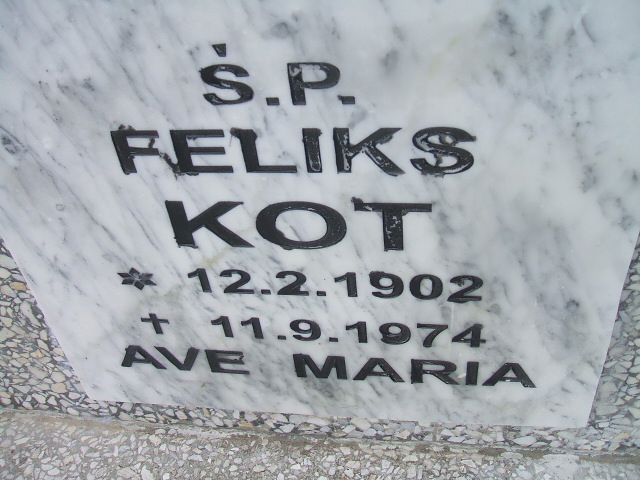 Ś.P.
FELIKS
KOT
* 12.2.1902
+ 11.9.1974
AVE MARIA